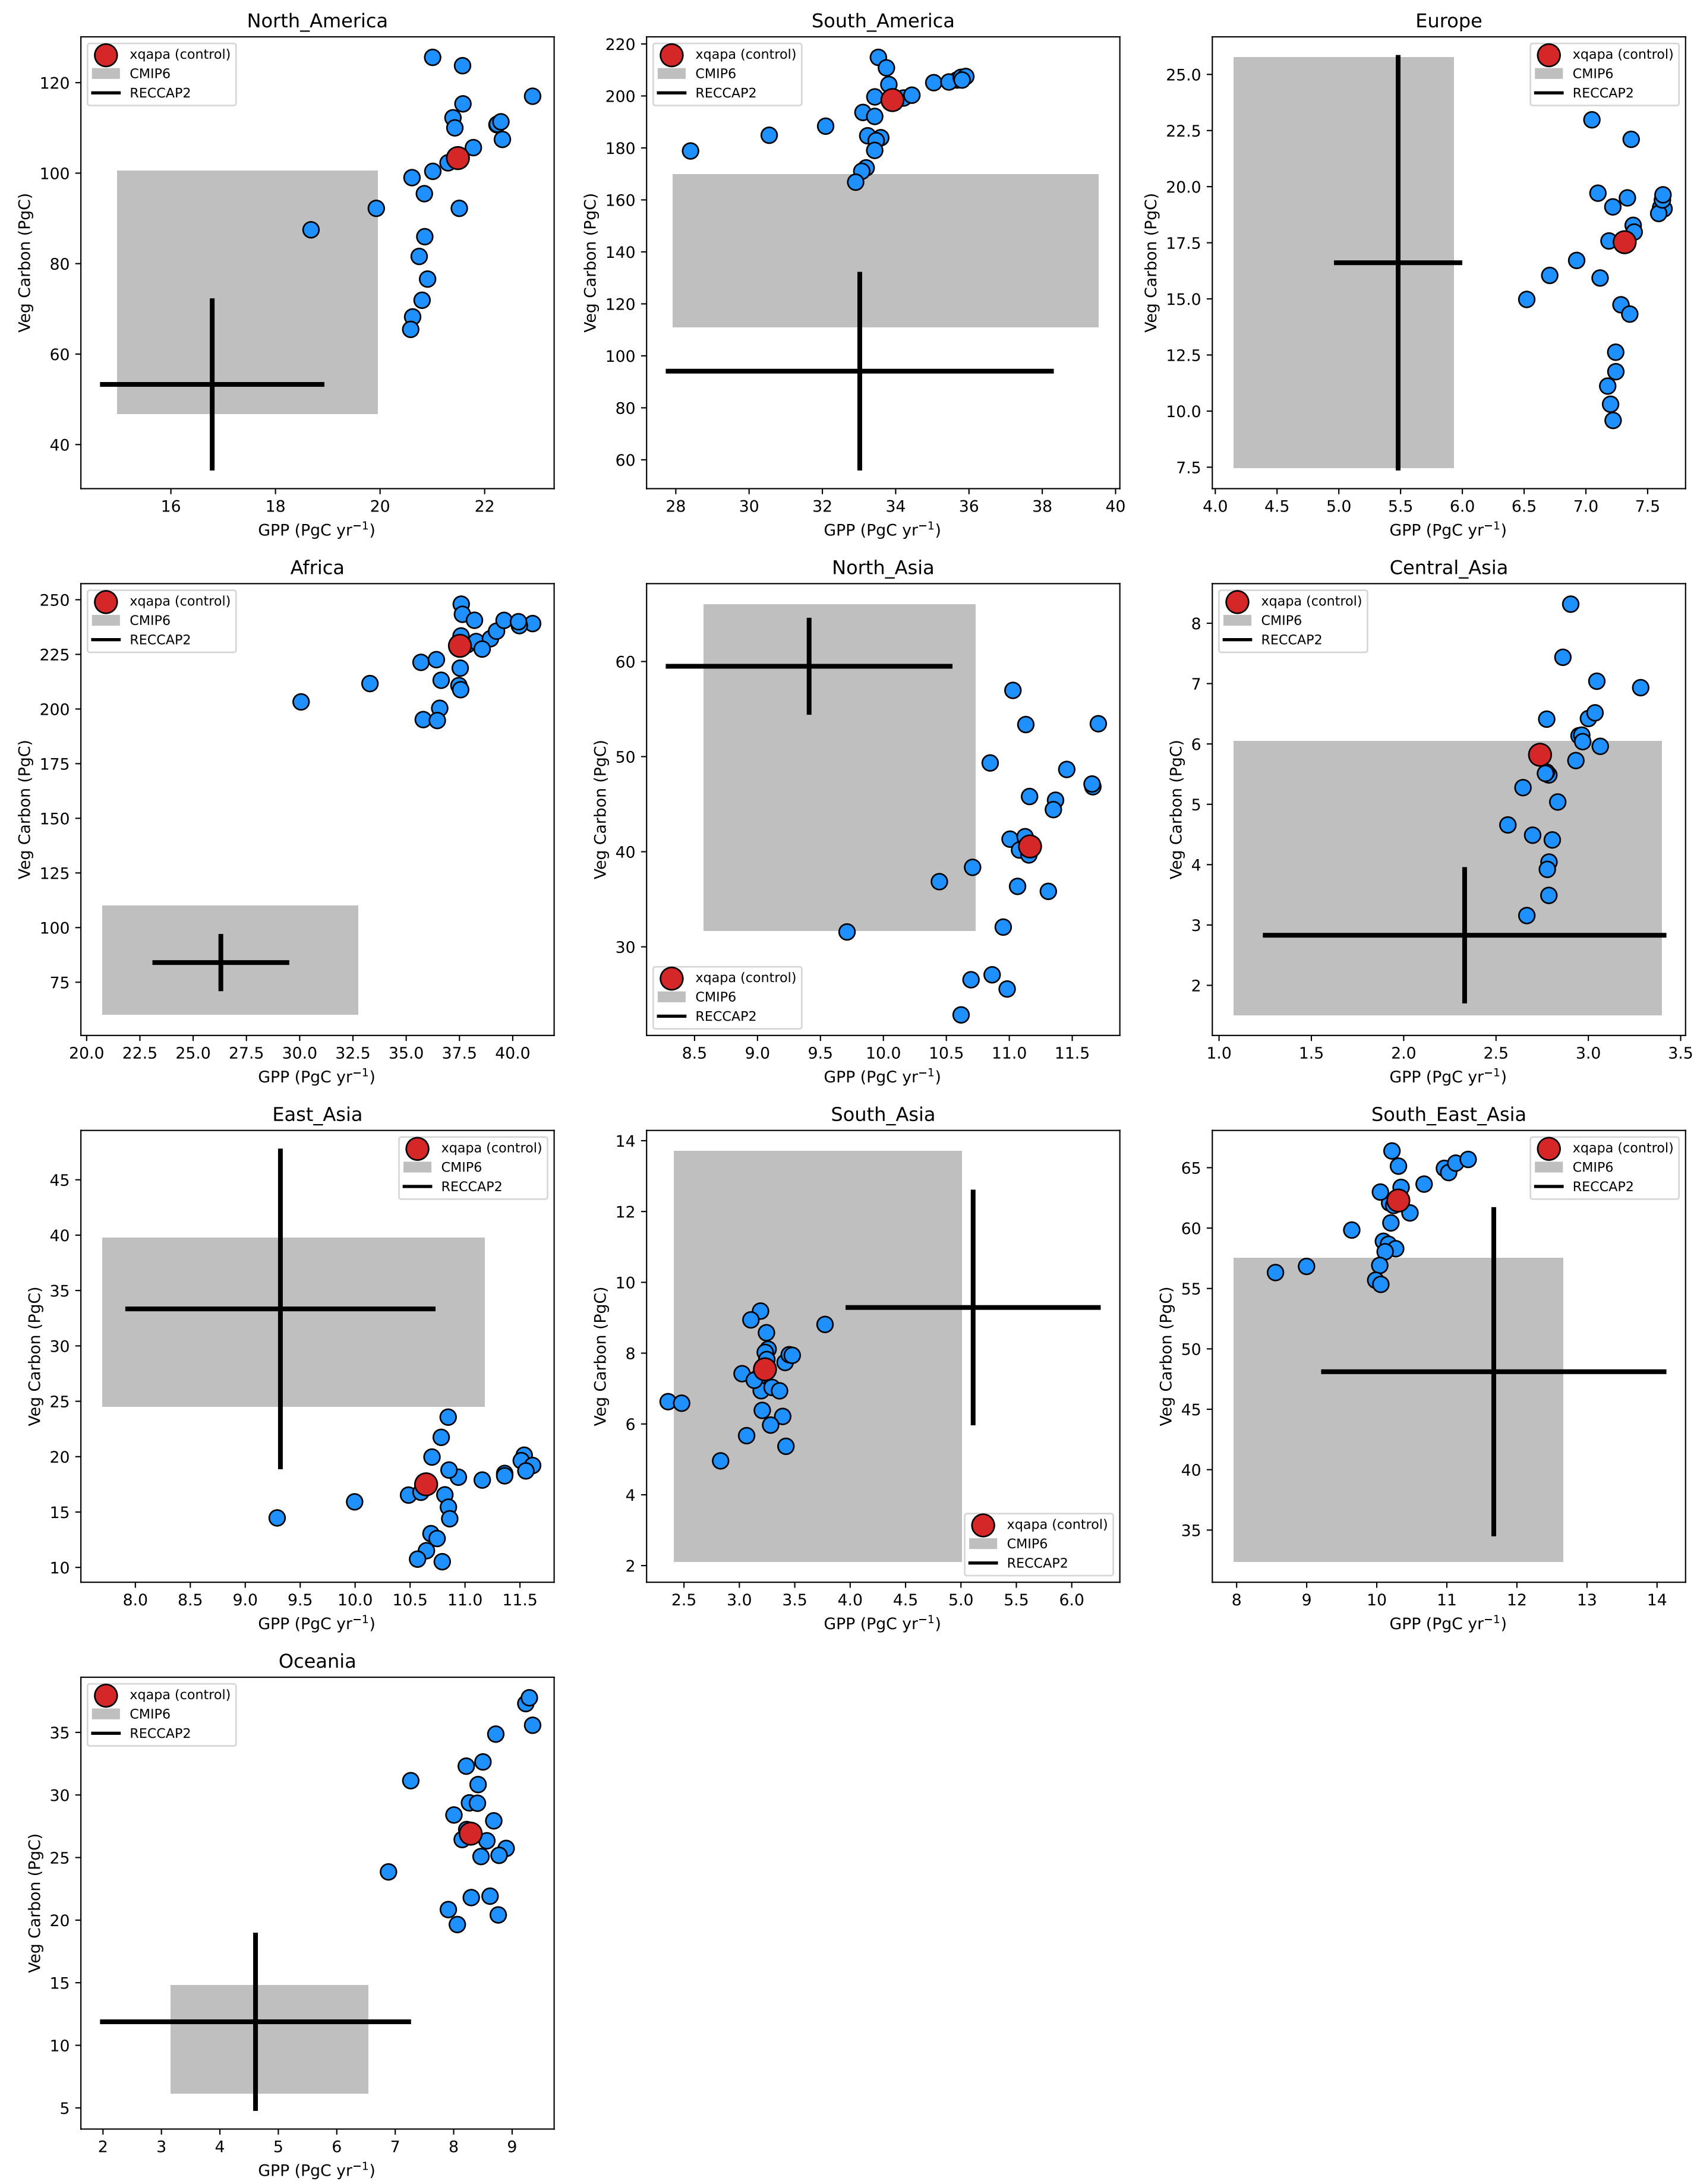 North_America
xqapa (control)
CMIP6
RECCAP2
Veg Carbon (PgC)
120
100
80
60
40
16 18 20 22
GPP (PgC yr⁻¹)
South_America
xqapa (control)
CMIP6
RECCAP2
Veg Carbon (PgC)
220
200
180
160
140
120
100
80
60
28 30 32 34 36 38 40
GPP (PgC yr⁻¹)
Europe
xqapa (control)
CMIP6
RECCAP2
Veg Carbon (PgC)
25.0
22.5
20.0
17.5
15.0
12.5
10.0
7.5
4.0 4.5 5.0 5.5 6.0 6.5 7.0 7.5
GPP (PgC yr⁻¹)
Africa
xqapa (control)
CMIP6
RECCAP2
Veg Carbon (PgC)
250
225
200
175
150
125
100
75
20.0 22.5 25.0 27.5 30.0 32.5 35.0 37.5 40.0
GPP (PgC yr⁻¹)
North_Asia
Veg Carbon (PgC)
60
50
40
30
xqapa (control)
CMIP6
RECCAP2
8.5 9.0 9.5 10.0 10.5 11.0 11.5
GPP (PgC yr⁻¹)
Central_Asia
xqapa (control)
CMIP6
RECCAP2
Veg Carbon (PgC)
8
7
6
5
4
3
2
1.0 1.5 2.0 2.5 3.0 3.5
GPP (PgC yr⁻¹)
East_Asia
xqapa (control)
CMIP6
RECCAP2
Veg Carbon (PgC)
45
40
35
30
25
20
15
10
8.0 8.5 9.0 9.5 10.0 10.5 11.0 11.5
GPP (PgC yr⁻¹)
South_Asia
Veg Carbon (PgC)
14
12
10
8
6
4
2
xqapa (control)
CMIP6
RECCAP2
2.5 3.0 3.5 4.0 4.5 5.0 5.5 6.0
GPP (PgC yr⁻¹)
South_East_Asia
xqapa (control)
CMIP6
RECCAP2
Veg Carbon (PgC)
65
60
55
50
45
40
35
8 9 10 11 12 13 14
GPP (PgC yr⁻¹)
Oceania
xqapa (control)
CMIP6
RECCAP2
Veg Carbon (PgC)
35
30
25
20
15
10
5
2 3 4 5 6 7 8 9
GPP (PgC yr⁻¹)